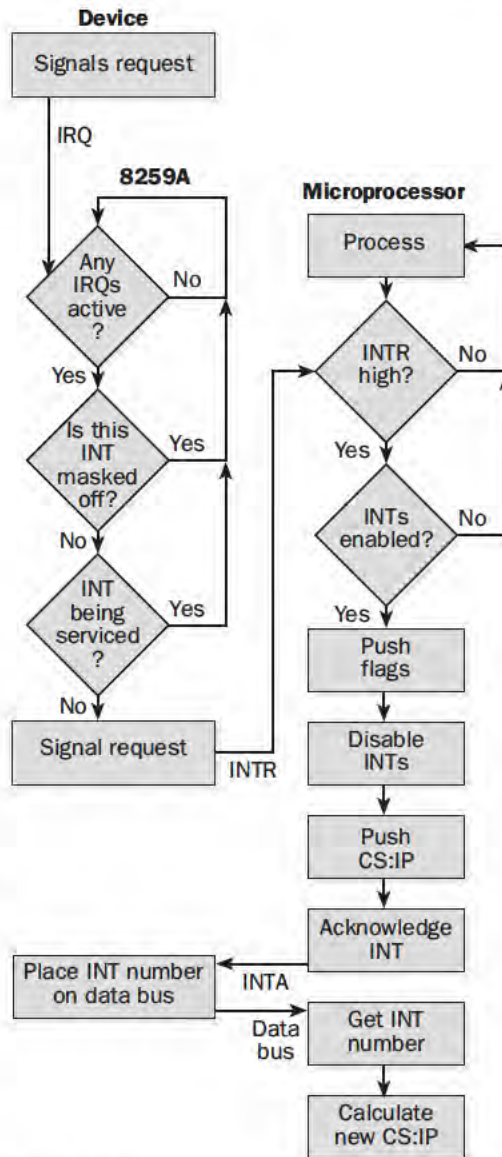 Device
Signals request
IRQ
8259A
Any
IRQs
active
?
No
Yes
Is this
INT
masked
off?
Yes
No
INT
being
serviced
?
Yes
No
Signal request
INTR
Microprocessor
Process
INTR
high?
No
Yes
INTs
enabled?
No
Yes
Push
flags
Disable
INTs
Push
CS:IP
Acknowledge
INT
INTA
Place INT number
on data bus
Data
bus
Get INT
number
Calculate
new CS:IP